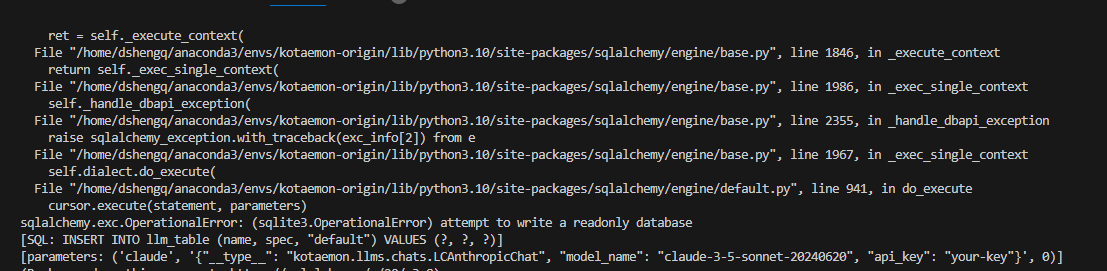 ret = self._execute_context(
File "/home/dshengq/anaconda3/envs/kotaemon-origin/lib/python3.10/site-packages/sqlalchemy/engine/base.py", line 1846, in _execute_context
return self._exec_single_context(
File "/home/dshengq/anaconda3/envs/kotaemon-origin/lib/python3.10/site-packages/sqlalchemy/engine/base.py", line 1986, in _exec_single_context
self._handle_dbapi_exception(
File "/home/dshengq/anaconda3/envs/kotaemon-origin/lib/python3.10/site-packages/sqlalchemy/engine/base.py", line 2355, in _handle_dbapi_exception
raise sqlalchemy_exception.with_traceback(exc_info[2]) from e
File "/home/dshengq/anaconda3/envs/kotaemon-origin/lib/python3.10/site-packages/sqlalchemy/engine/base.py", line 1967, in _exec_single_context
self.dialect.do_execute(
File "/home/dshengq/anaconda3/envs/kotaemon-origin/lib/python3.10/site-packages/sqlalchemy/engine/default.py", line 941, in do_execute
cursor.execute(statement, parameters)
sqlalchemy.exc.OperationalError: (sqlite3.OperationalError) attempt to write a readonly database
[SQL: INSERT INTO llm_table (name, spec, "default") VALUES (?, ?, ?)]
[parameters: ('claude', '{"__type__": "kotaemon.llms.chats.LCAnthropicChat", "model_name": "claude-3-5-sonnet-20240620", "api_key": "your-key"}', 0)]